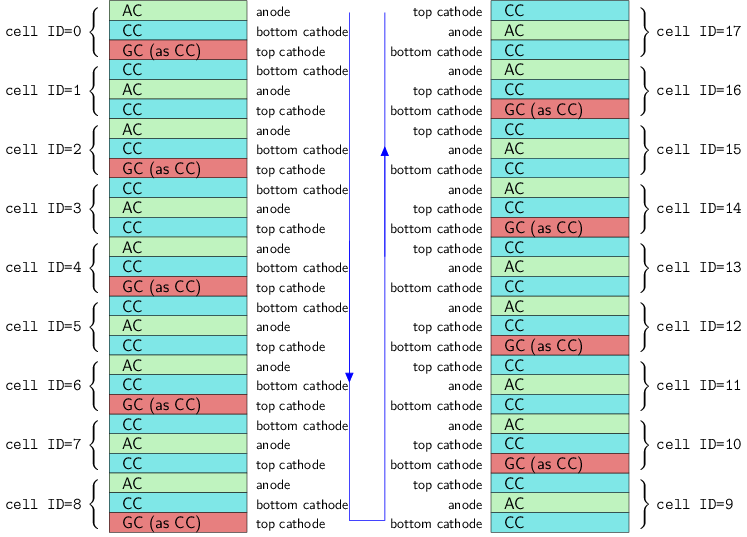 AC anode
cell ID=0 CC bottom cathode
GC (as CC) top cathode
CC bottom cathode
cell ID=1 AC anode
CC top cathode
AC anode
cell ID=2 CC bottom cathode
GC (as CC) top cathode
CC bottom cathode
cell ID=3 AC anode
CC top cathode
AC anode
cell ID=4 CC bottom cathode
GC (as CC) top cathode
CC bottom cathode
cell ID=5 AC anode
CC top cathode
AC anode
cell ID=6 CC bottom cathode
GC (as CC) top cathode
CC bottom cathode
cell ID=7 AC anode
CC top cathode
AC anode
cell ID=8 CC bottom cathode
GC (as CC) top cathode
top cathode CC
anode AC cell ID=17
bottom cathode CC
anode AC
top cathode CC cell ID=16
bottom cathode GC (as CC)
top cathode CC
anode AC cell ID=15
bottom cathode CC
anode AC
top cathode CC cell ID=14
bottom cathode GC (as CC)
top cathode CC
anode AC cell ID=13
bottom cathode CC
anode AC
top cathode CC cell ID=12
bottom cathode GC (as CC)
top cathode CC
anode AC cell ID=11
bottom cathode CC
anode AC
top cathode CC cell ID=10
bottom cathode GC (as CC)
top cathode CC
anode AC cell ID=9
bottom cathode CC